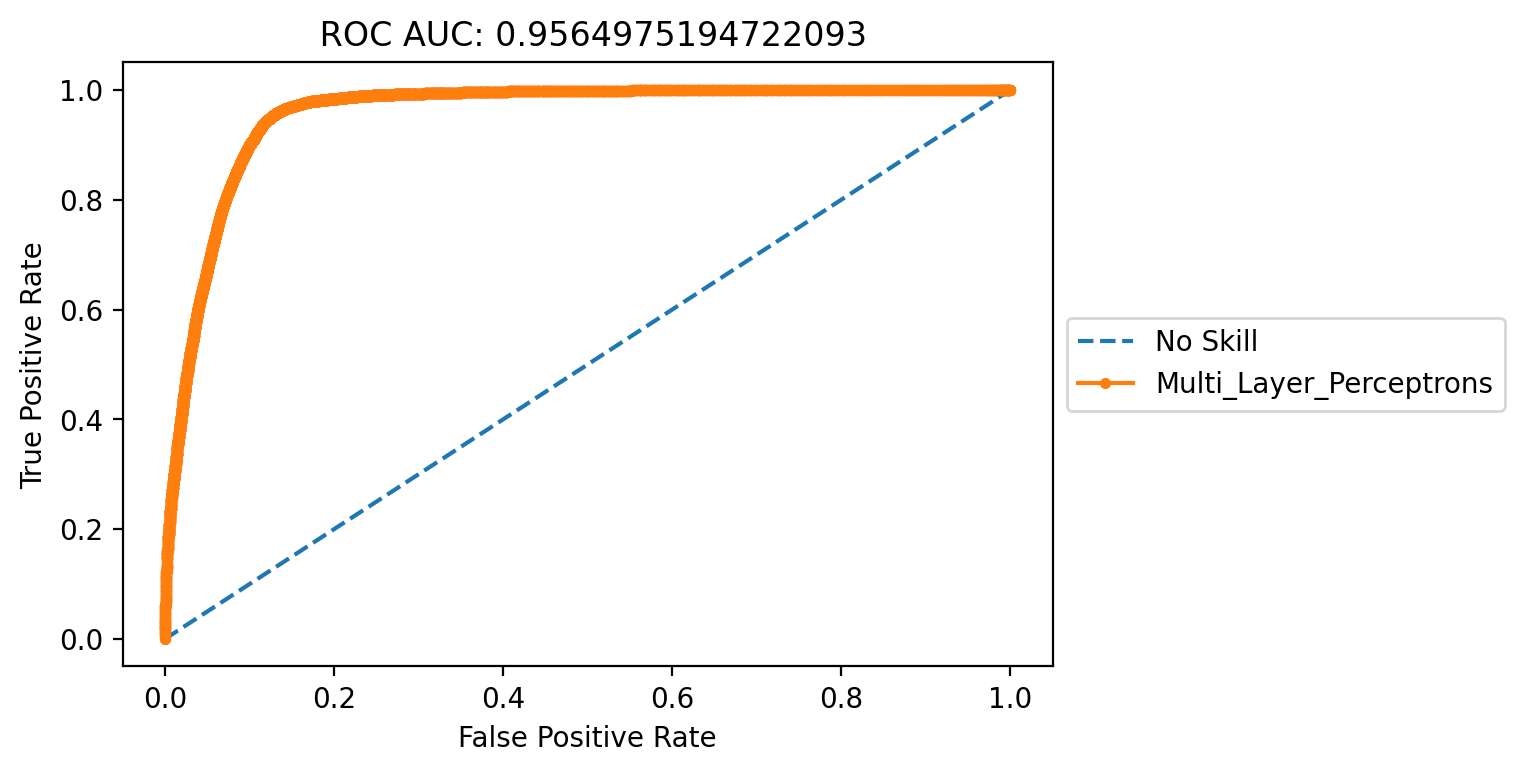 ROC AUC: 0.9564975194722093
1.0
0.8
0.6
0.4
0.2
0.0
True Positive Rate
0.0 0.2 0.4 0.6 0.8 1.0
False Positive Rate
No Skill
Multi_Layer_Perceptrons